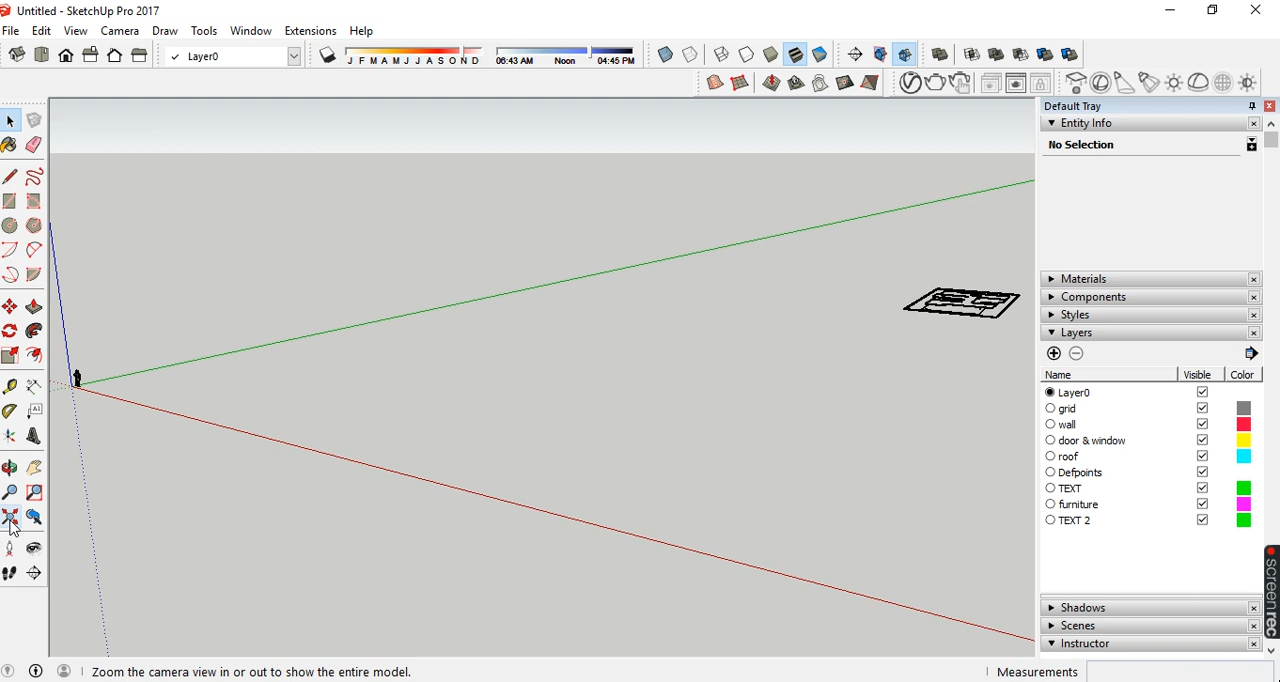 Untitled - SketchUp Pro 2017
File Edit View Camera Draw Tools Window Extensions Help
Layer0
J F M A M J J A S O N D
06:43 AM Noon 04:45 PM
Default Tray
Entity Info
No Selection
A1
Materials
Components
Styles
Layers
Name Visible Color
Layer0
grid
wall
door & window
roof
Defpoints
TEXT
furniture
TEXT 2
Shadows
Scenes
Instructor
screenrec
Zoom the camera view in or out to show the entire model.
Measurements